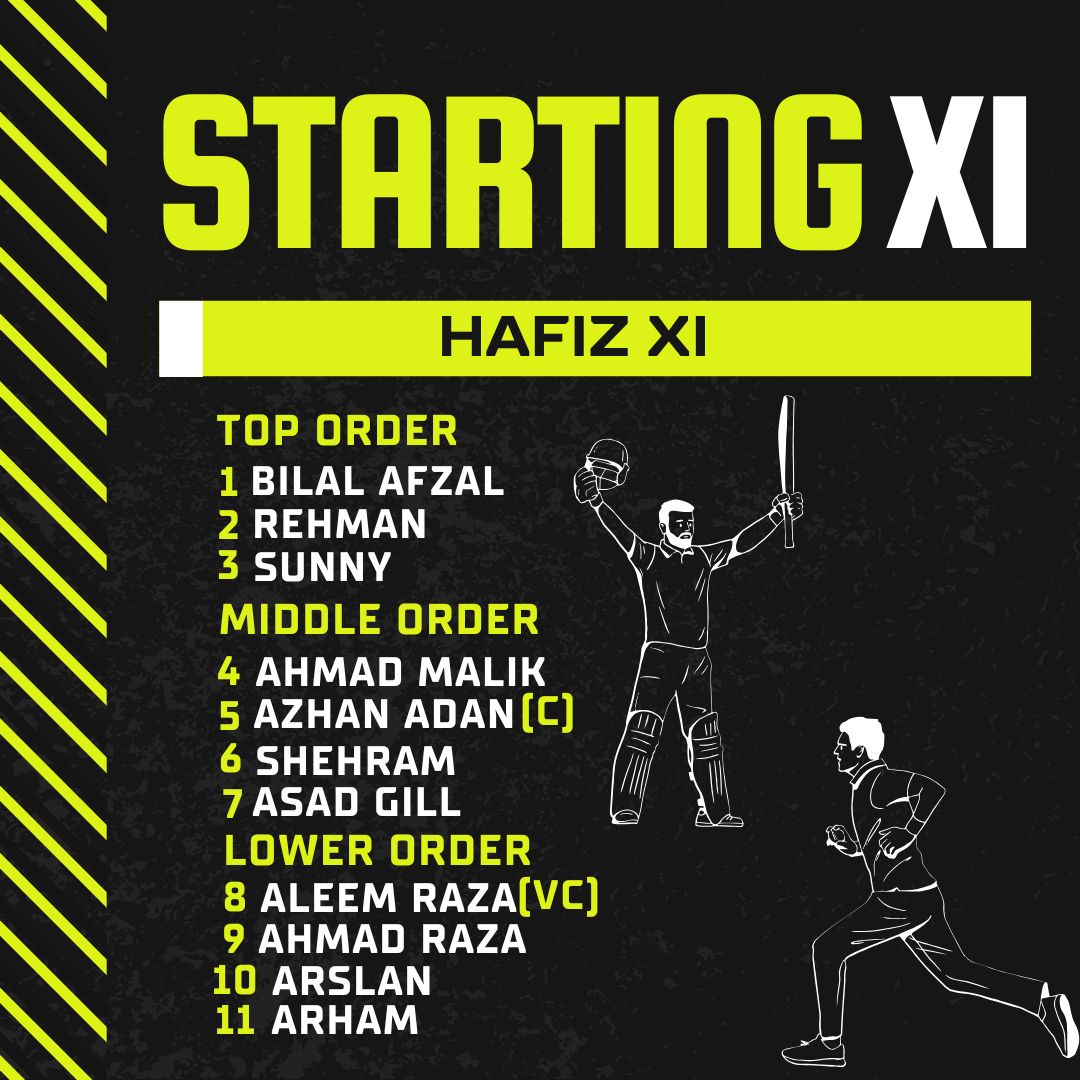 STARTING XI
HAFIZ XI
TOP ORDER
1 BILAL AFZAL
2 REHMAN
3 SUNNY
MIDDLE ORDER
4 AHMAD MALIK
5 AZHAN ADAN (C)
6 SHEHRAM
7 ASAD GILL
LOWER ORDER
8 ALEEM RAZA (VC)
9 AHMAD RAZA
10 ARSLAN
11 ARHAM